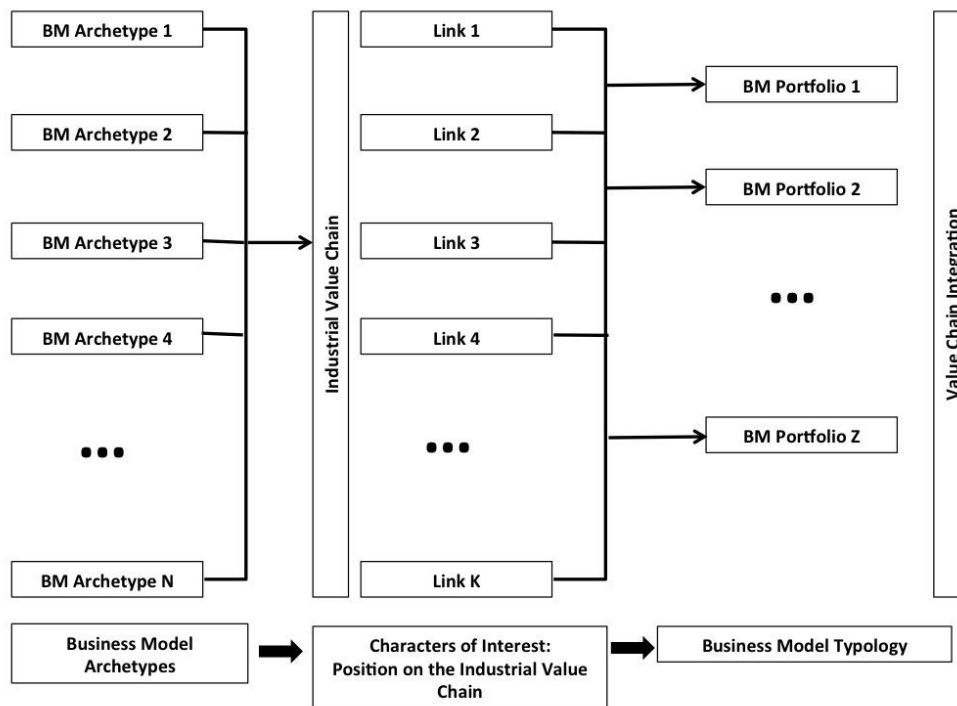 BM Archetype 1
BM Archetype 2
BM Archetype 3
BM Archetype 4
...
BM Archetype N
Industrial Value Chain
Link 1
Link 2
Link 3
Link 4
...
Link K
BM Portfolio 1
BM Portfolio 2
...
BM Portfolio Z
Value Chain Integration
Business Model
Archetypes
Characters of Interest:
Position on the Industrial Value
Chain
Business Model Typology